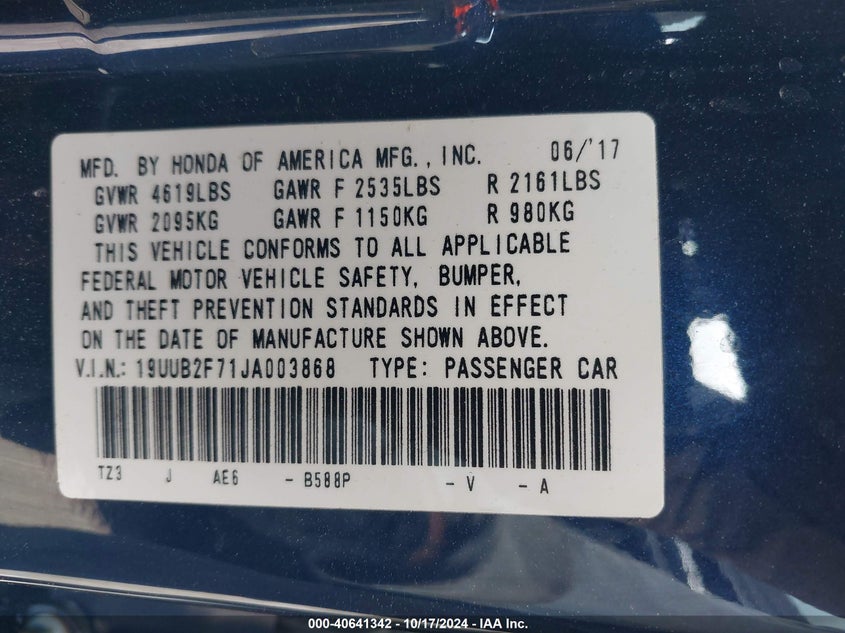 MFD. BY HONDA OF AMERICA MFG., INC. 06/'17
GVWR 4619LBS GAWR F 2535LBS R 2161LBS
GVWR 2095KG GAWR F 1150KG R 980KG
THIS VEHICLE CONFORMS TO ALL APPLICABLE
FEDERAL MOTOR VEHICLE SAFETY, BUMPER,
AND THEFT PREVENTION STANDARDS IN EFFECT
ON THE DATE OF MANUFACTURE SHOWN ABOVE.
V.I.N.: 19UUB2F71JA003868 TYPE: PASSENGER CAR
TZ3 J AE6 - B588P - V - A
000-40641342 - 10/17/2024 - IAA Inc.